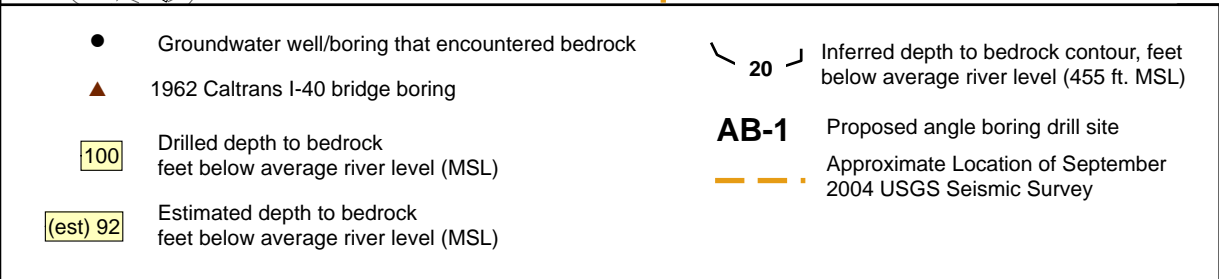 Groundwater well/boring that encountered bedrock
1962 Caltrans I-40 bridge boring
100
Drilled depth to bedrock
feet below average river level (MSL)
(est) 92
Estimated depth to bedrock
feet below average river level (MSL)
20
Inferred depth to bedrock contour, feet
below average river level (455 ft. MSL)
AB-1
Proposed angle boring drill site
Approximate Location of September
2004 USGS Seismic Survey